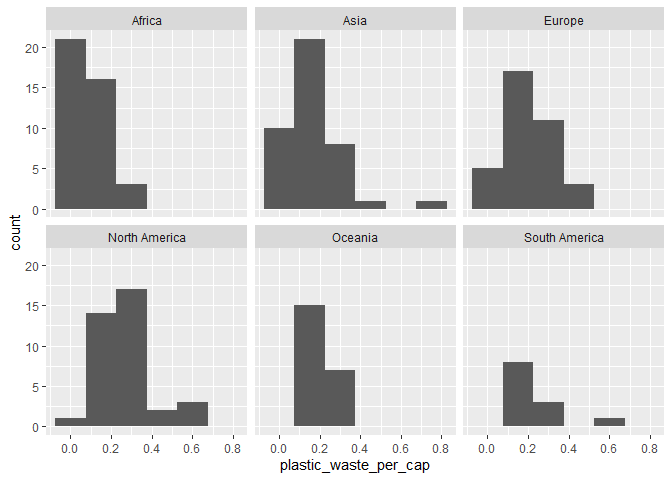 Africa Asia Europe
20
15
10
5
0
count
North America Oceania South America
20
15
10
5
0
0.0 0.2 0.4 0.6 0.8 0.0 0.2 0.4 0.6 0.8 0.0 0.2 0.4 0.6 0.8
plastic_waste_per_cap